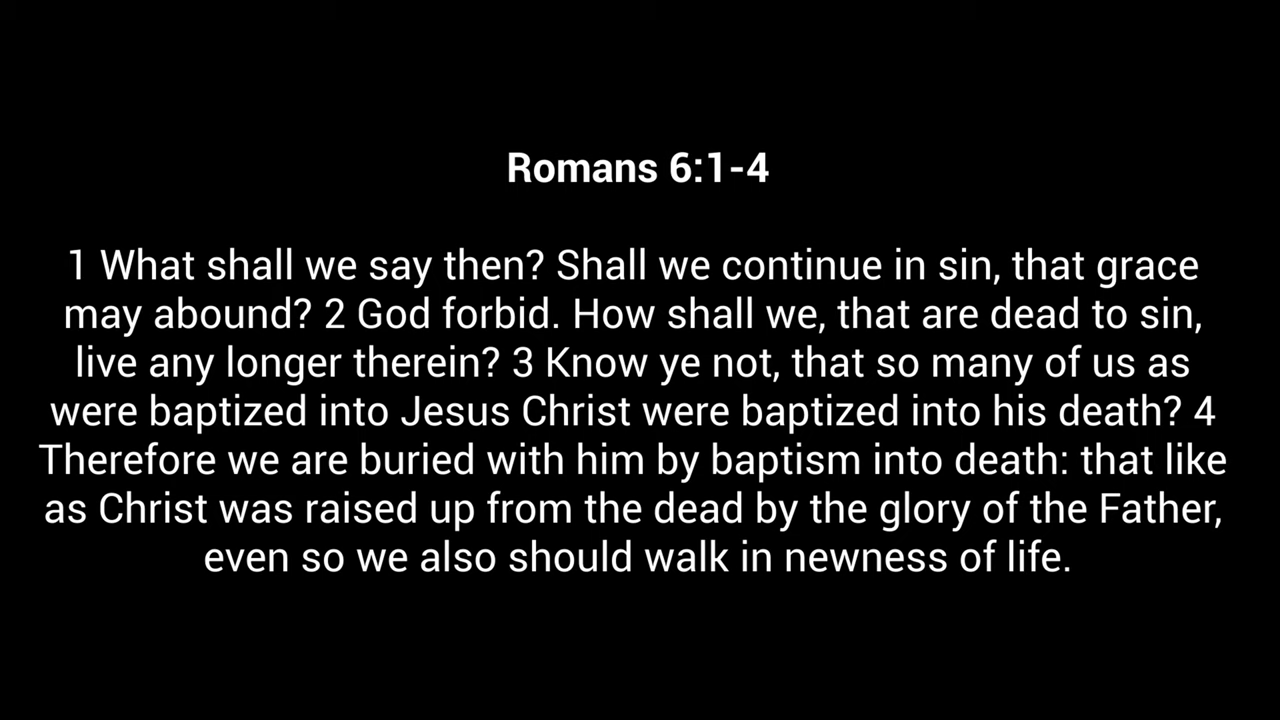 Romans 6:1-4
1 What shall we say then? Shall we continue in sin, that grace
may abound? 2 God forbid. How shall we, that are dead to sin,
live any longer therein? 3 Know ye not, that so many of us as
were baptized into Jesus Christ were baptized into his death? 4
Therefore we are buried with him by baptism into death: that like
as Christ was raised up from the dead by the glory of the Father,
even so we also should walk in newness of life.